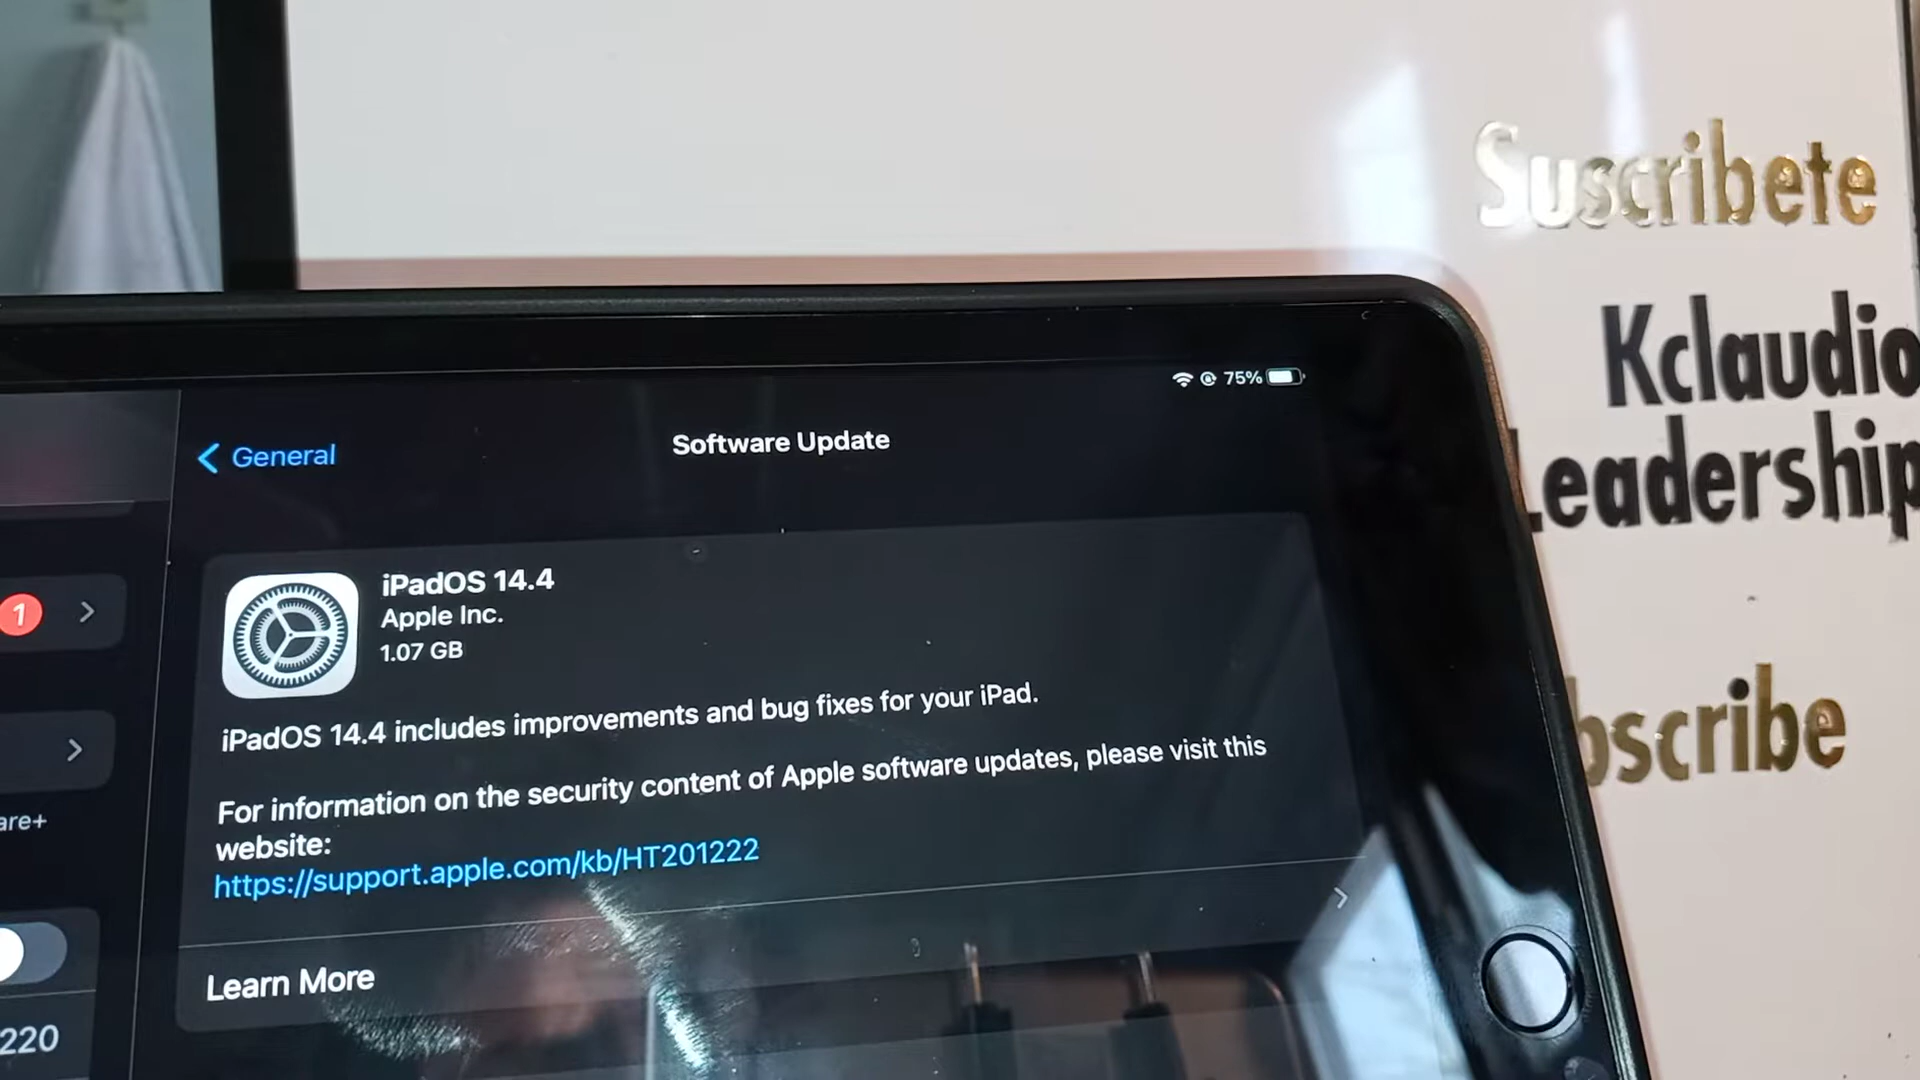 Suscribete
Kclaudio
Leadership
bscribe
75%
General
Software Update
iPadOS 14.4
Apple Inc.
1.07 GB
iPadOS 14.4 includes improvements and bug fixes for your iPad.
For information on the security content of Apple software updates, please visit this
website:
https://support.apple.com/kb/HT201222
Learn More
1
are+
220